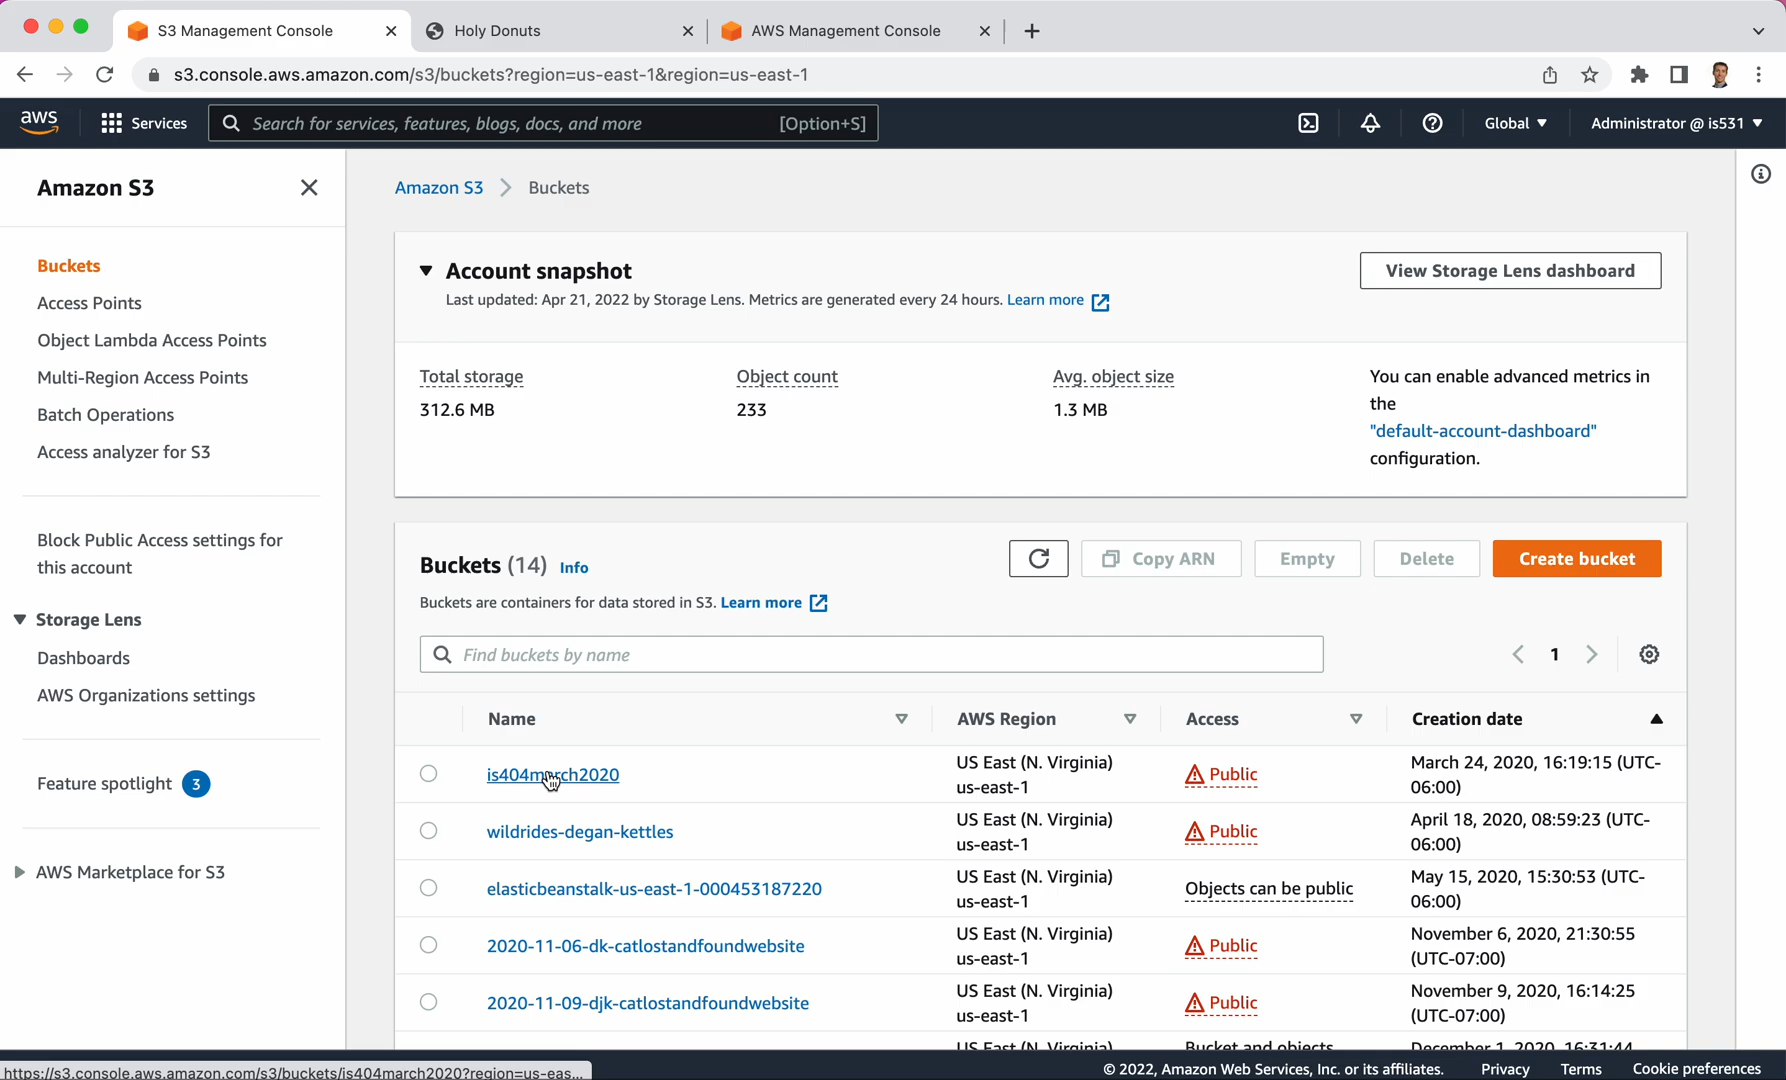 S3 Management Console
Holy Donuts
AWS Management Console
s3.console.aws.amazon.com/s3/buckets?region=us-east-1&region=us-east-1
aws
Services
Search for services, features, blogs, docs, and more
[Option+S]
Global
Administrator @ is531
Amazon S3
Buckets
Access Points
Object Lambda Access Points
Multi-Region Access Points
Batch Operations
Access analyzer for S3
Block Public Access settings for
this account
Storage Lens
Dashboards
AWS Organizations settings
Feature spotlight 3
AWS Marketplace for S3
Amazon S3 > Buckets
Account snapshot
Last updated: Apr 21, 2022 by Storage Lens. Metrics are generated every 24 hours. Learn more
View Storage Lens dashboard
Total storage
312.6 MB
Object count
233
Avg. object size
1.3 MB
You can enable advanced metrics in
the
"default-account-dashboard"
configuration.
Buckets (14) Info
Buckets are containers for data stored in S3. Learn more
Copy ARN
Empty
Delete
Create bucket
Find buckets by name
1
Name
AWS Region
Access
Creation date
is404march2020
US East (N. Virginia)
us-east-1
Public
March 24, 2020, 16:19:15 (UTC-
06:00)
wildrides-degan-kettles
US East (N. Virginia)
us-east-1
Public
April 18, 2020, 08:59:23 (UTC-
06:00)
elasticbeanstalk-us-east-1-000453187220
US East (N. Virginia)
us-east-1
Objects can be public
May 15, 2020, 15:30:53 (UTC-
06:00)
2020-11-06-dk-catlostandfoundwebsite
US East (N. Virginia)
us-east-1
Public
November 6, 2020, 21:30:55
(UTC-07:00)
2020-11-09-djk-catlostandfoundwebsite
US East (N. Virginia)
us-east-1
Public
November 9, 2020, 16:14:25
(UTC-07:00)
US East (N. Virginia)
Bucket and objects
December 1, 2020, 16:31:44
https://s3.console.aws.amazon.com/s3/buckets/is404march2020?region=us-eas...
© 2022, Amazon Web Services, Inc. or its affiliates.
Privacy
Terms
Cookie preferences